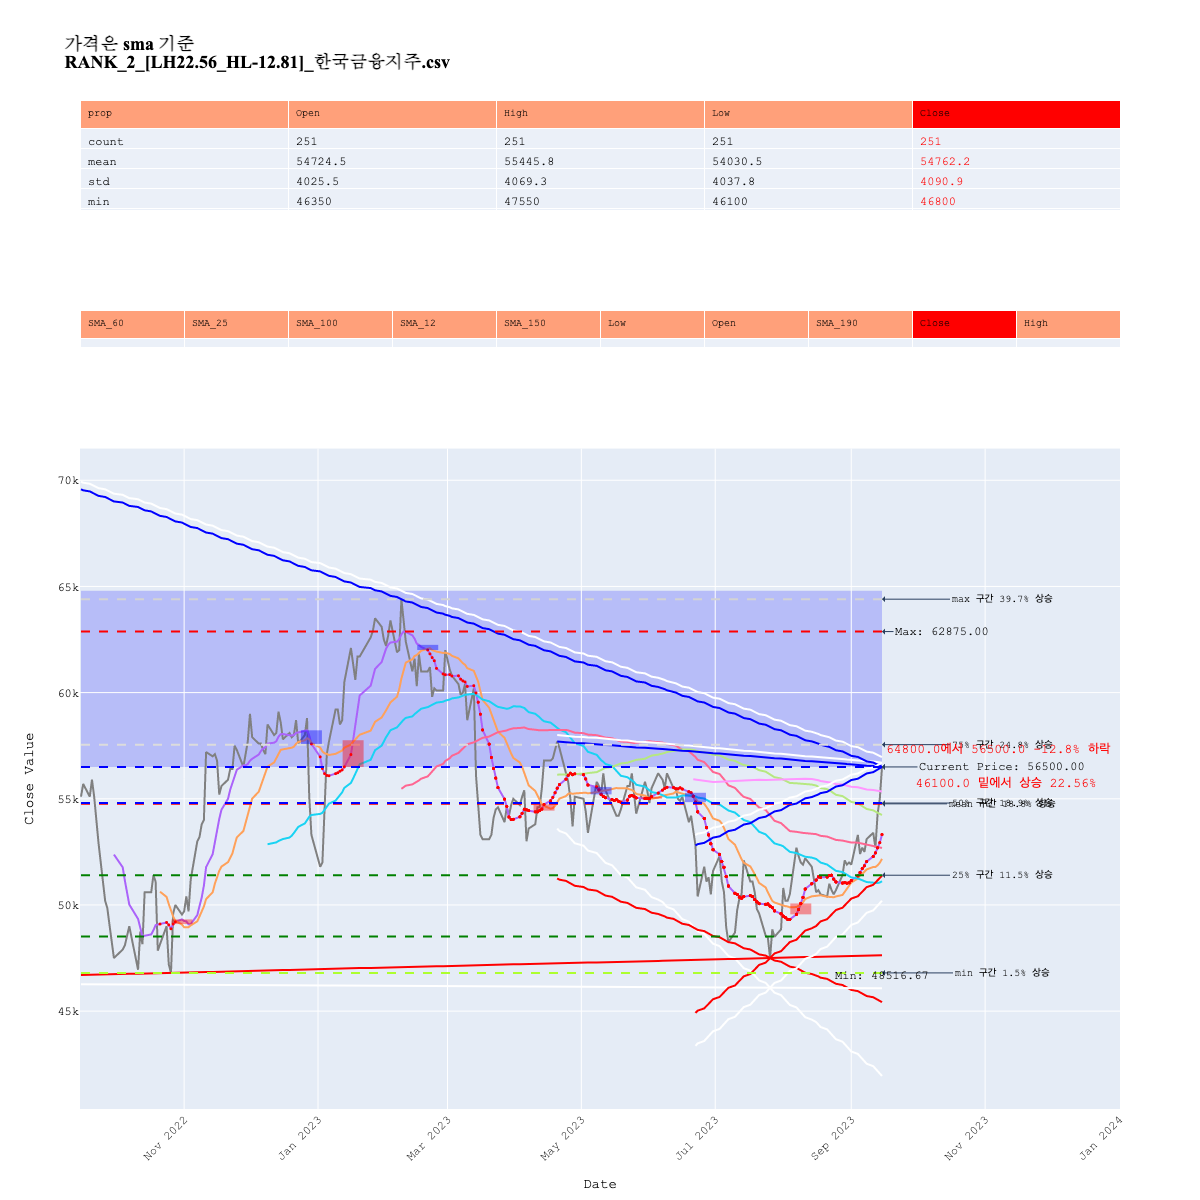 가격은 sma 기준
RANK_2_[LH22.56_HL-12.81]_한국금융지주.csv
prop Open High Low Close
count 251 251 251 251
mean 54724.5 55445.8 54030.5 54762.2
std 4025.5 4069.3 4037.8 4090.9
min 46350 47550 46100 46800
SMA_60 SMA_25 SMA_100 SMA_12 SMA_150 Low Open SMA_190 Close High
70k
65k
max 구간 39.7% 상승
Max: 62875.00
60k
64800.0에서 56500.0 -12.8% 하락
Current Price: 56500.00
46100.0 밑에서 상승 22.56%
55k
25% 구간 11.5% 상승
50k
Min: 48516.67
min 구간 1.5% 상승
45k
Close Value
Nov 2022
Jan 2023
Mar 2023
May 2023
Jul 2023
Sep 2023
Nov 2023
Jan 2024
Date